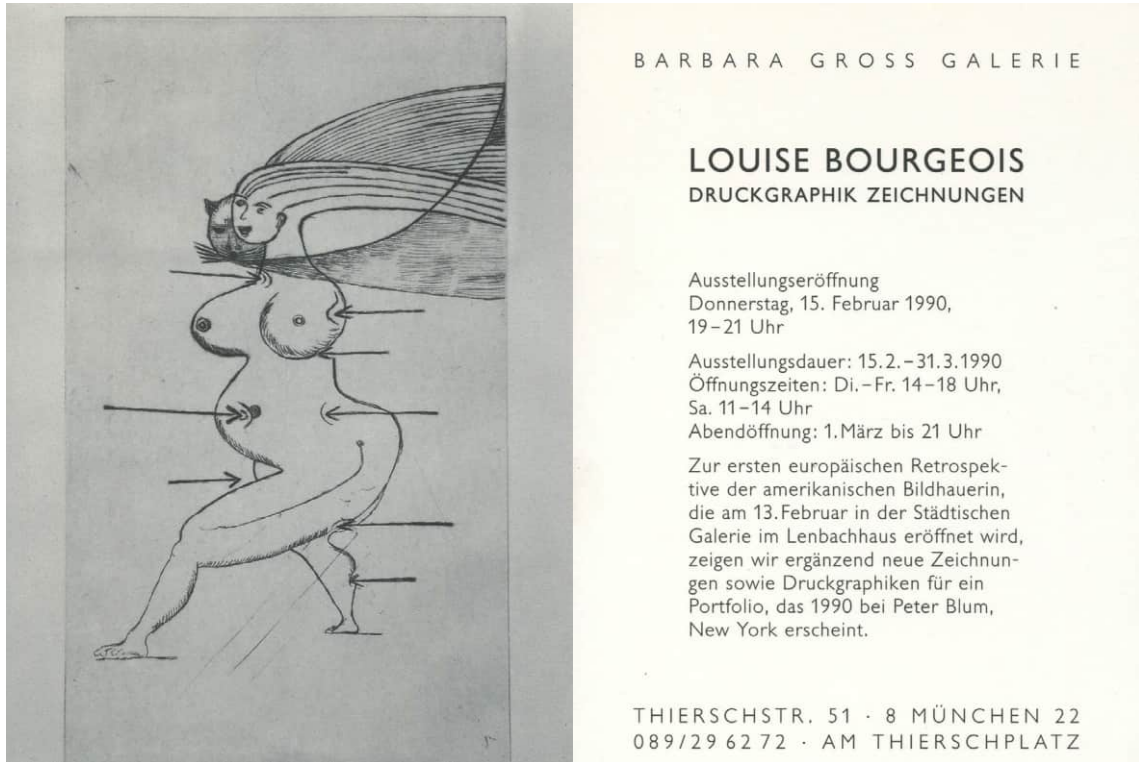 BARBARA GROSS GALERIE
LOUISE BOURGEOIS
DRUCKGRAPHIK ZEICHNUNGEN
Ausstellungseröffnung
Donnerstag, 15. Februar 1990,
19–21 Uhr
Ausstellungsdauer: 15.2.–31.3.1990
Öffnungszeiten: Di.–Fr. 14–18 Uhr,
Sa. 11–14 Uhr
Abendöffnung: 1. März bis 21 Uhr
Zur ersten europäischen Retrospek-
tive der amerikanischen Bildhauerin,
die am 13. Februar in der Städtischen
Galerie im Lenbachhaus eröffnet wird,
zeigen wir ergänzend neue Zeichnun-
gen sowie Druckgraphiken für ein
Portfolio, das 1990 bei Peter Blum,
New York erscheint.
THIERSCHSTR. 51 · 8 MÜNCHEN 22
089/29 62 72 · AM THIERSCHPLATZ